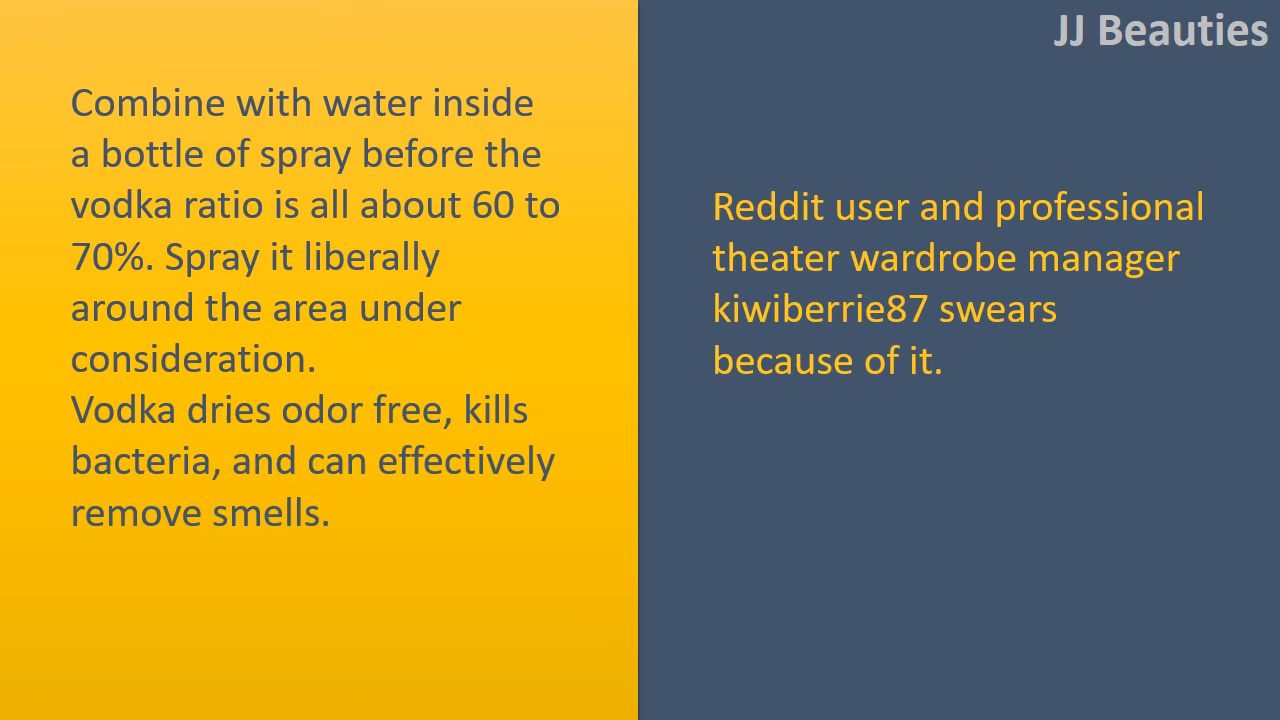 JJ Beauties
Combine with water inside
a bottle of spray before the
vodka ratio is all about 60 to
70%. Spray it liberally
around the area under
consideration.
Vodka dries odor free, kills
bacteria, and can effectively
remove smells.
Reddit user and professional
theater wardrobe manager
kiwiberrie87 swears
because of it.